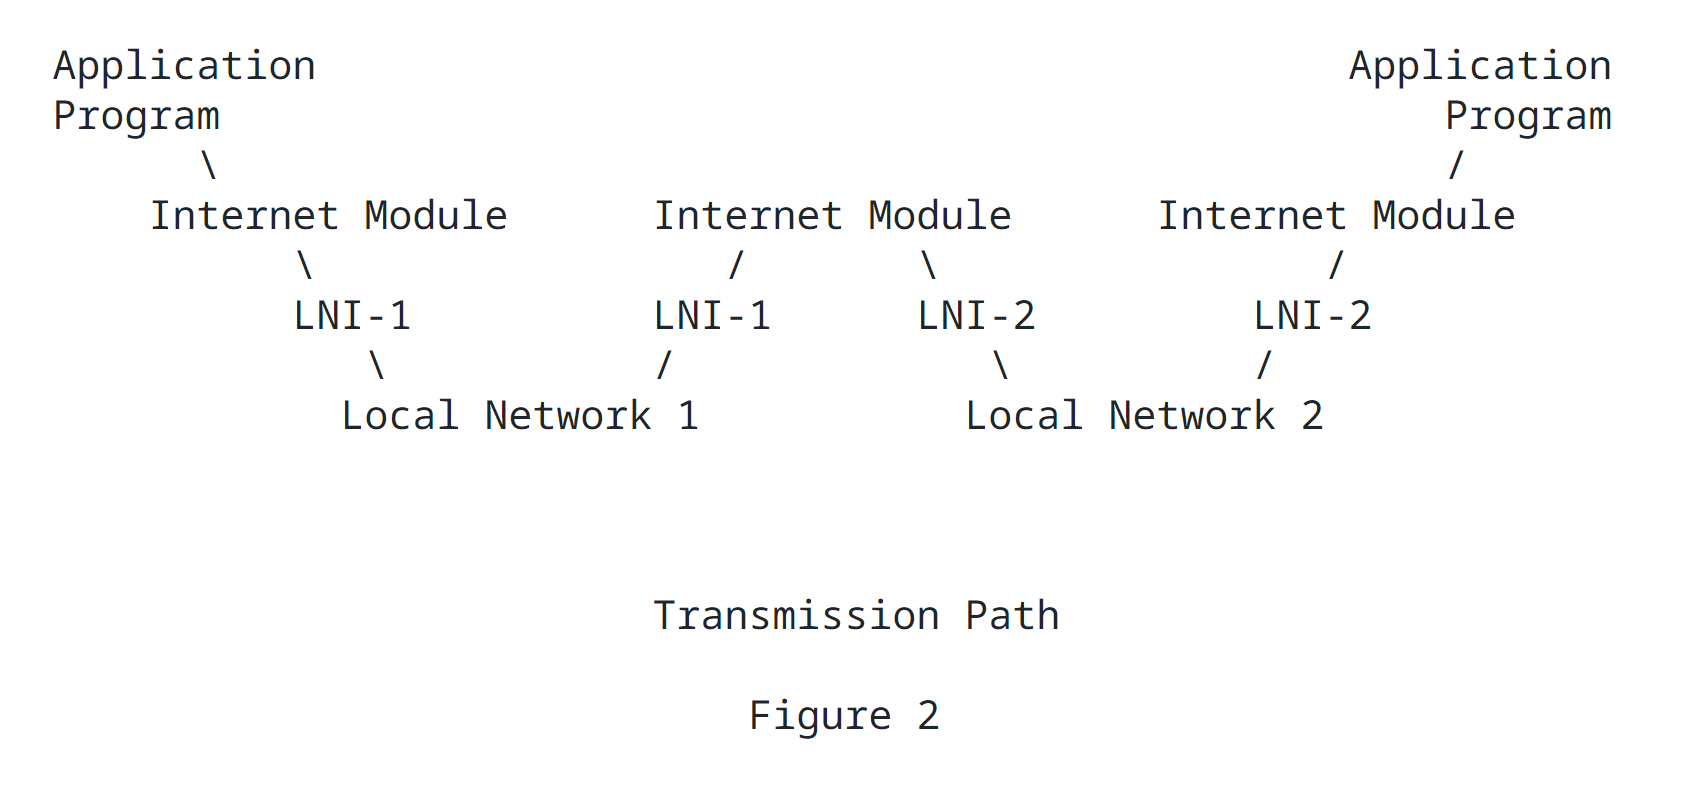 Application                                           Application
Program                                                   Program
      \                                                   /
    Internet Module      Internet Module      Internet Module
          \                 /       \                /
          LNI-1          LNI-1      LNI-2         LNI-2
             \           /             \          /
            Local Network 1           Local Network 2
Transmission Path
Figure 2